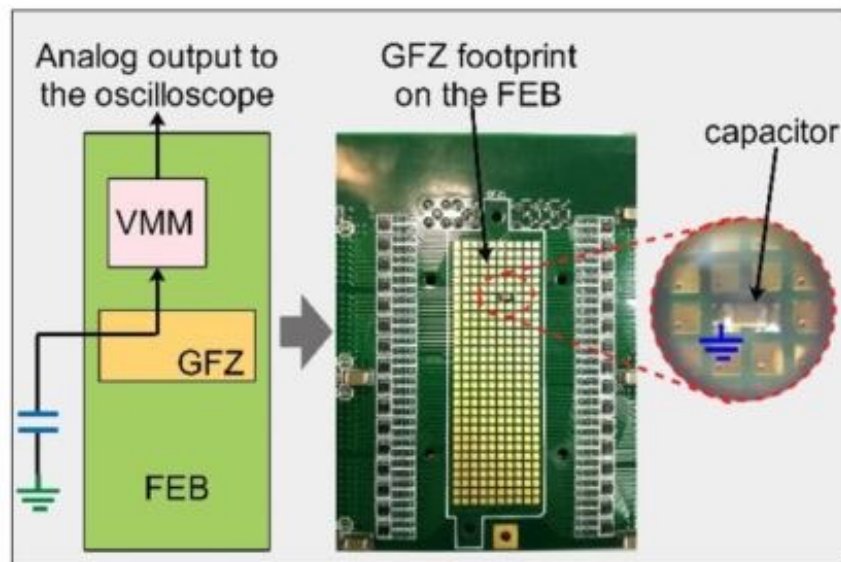 Analog output to
the oscilloscope
VMM
GFZ
FEB
GFZ footprint
on the FEB
capacitor